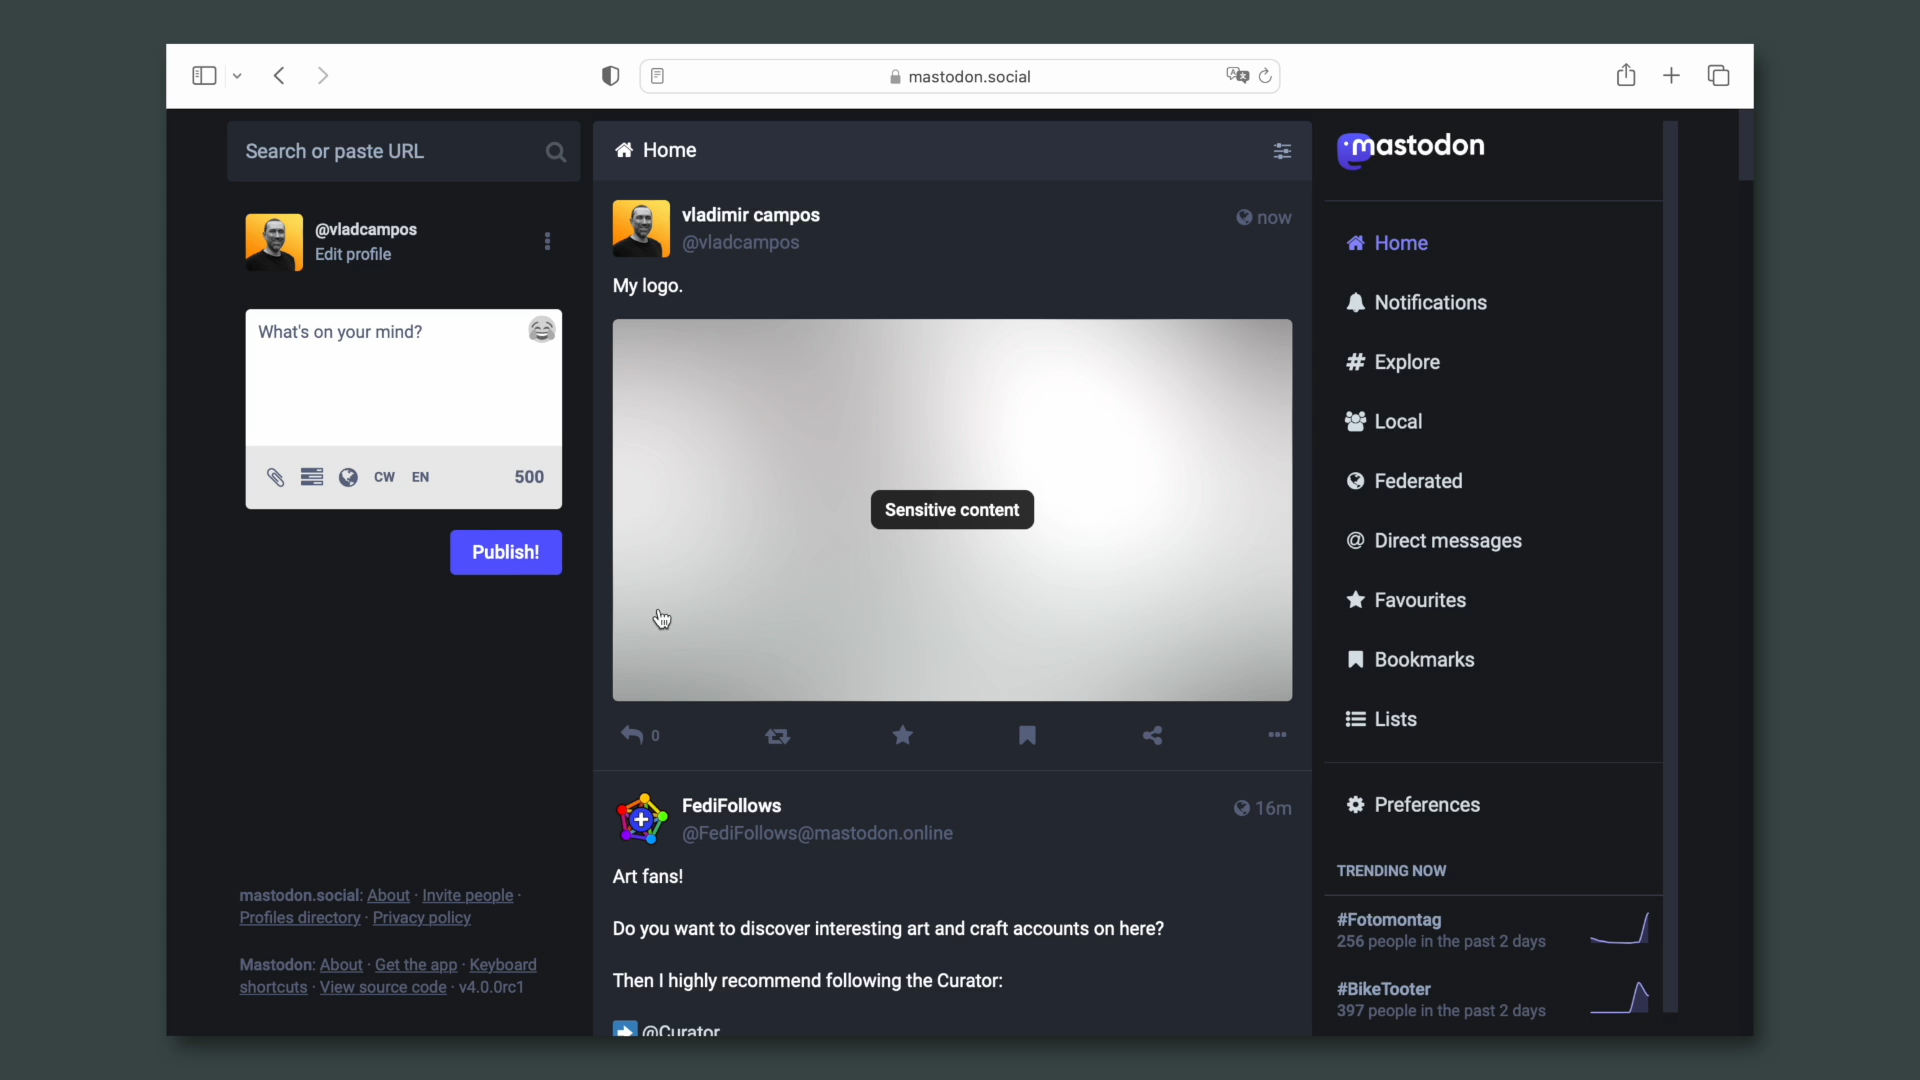 mastodon.social
Search or paste URL
@vladcampos
Edit profile
What's on your mind?
CW EN 500
Publish!
mastodon.social: About · Invite people ·
Profiles directory · Privacy policy
Mastodon: About · Get the app · Keyboard
shortcuts · View source code · v4.0.0rc1
Home
vladimir campos
now
@vladcampos
My logo.
Sensitive content
0
FediFollows
16m
@FediFollows@mastodon.online
Art fans!
Do you want to discover interesting art and craft accounts on here?
Then I highly recommend following the Curator:
@Curator
mastodon
Home
Notifications
Explore
Local
Federated
Direct messages
Favourites
Bookmarks
Lists
Preferences
TRENDING NOW
#Fotomontag
256 people in the past 2 days
#BikeTooter
397 people in the past 2 days